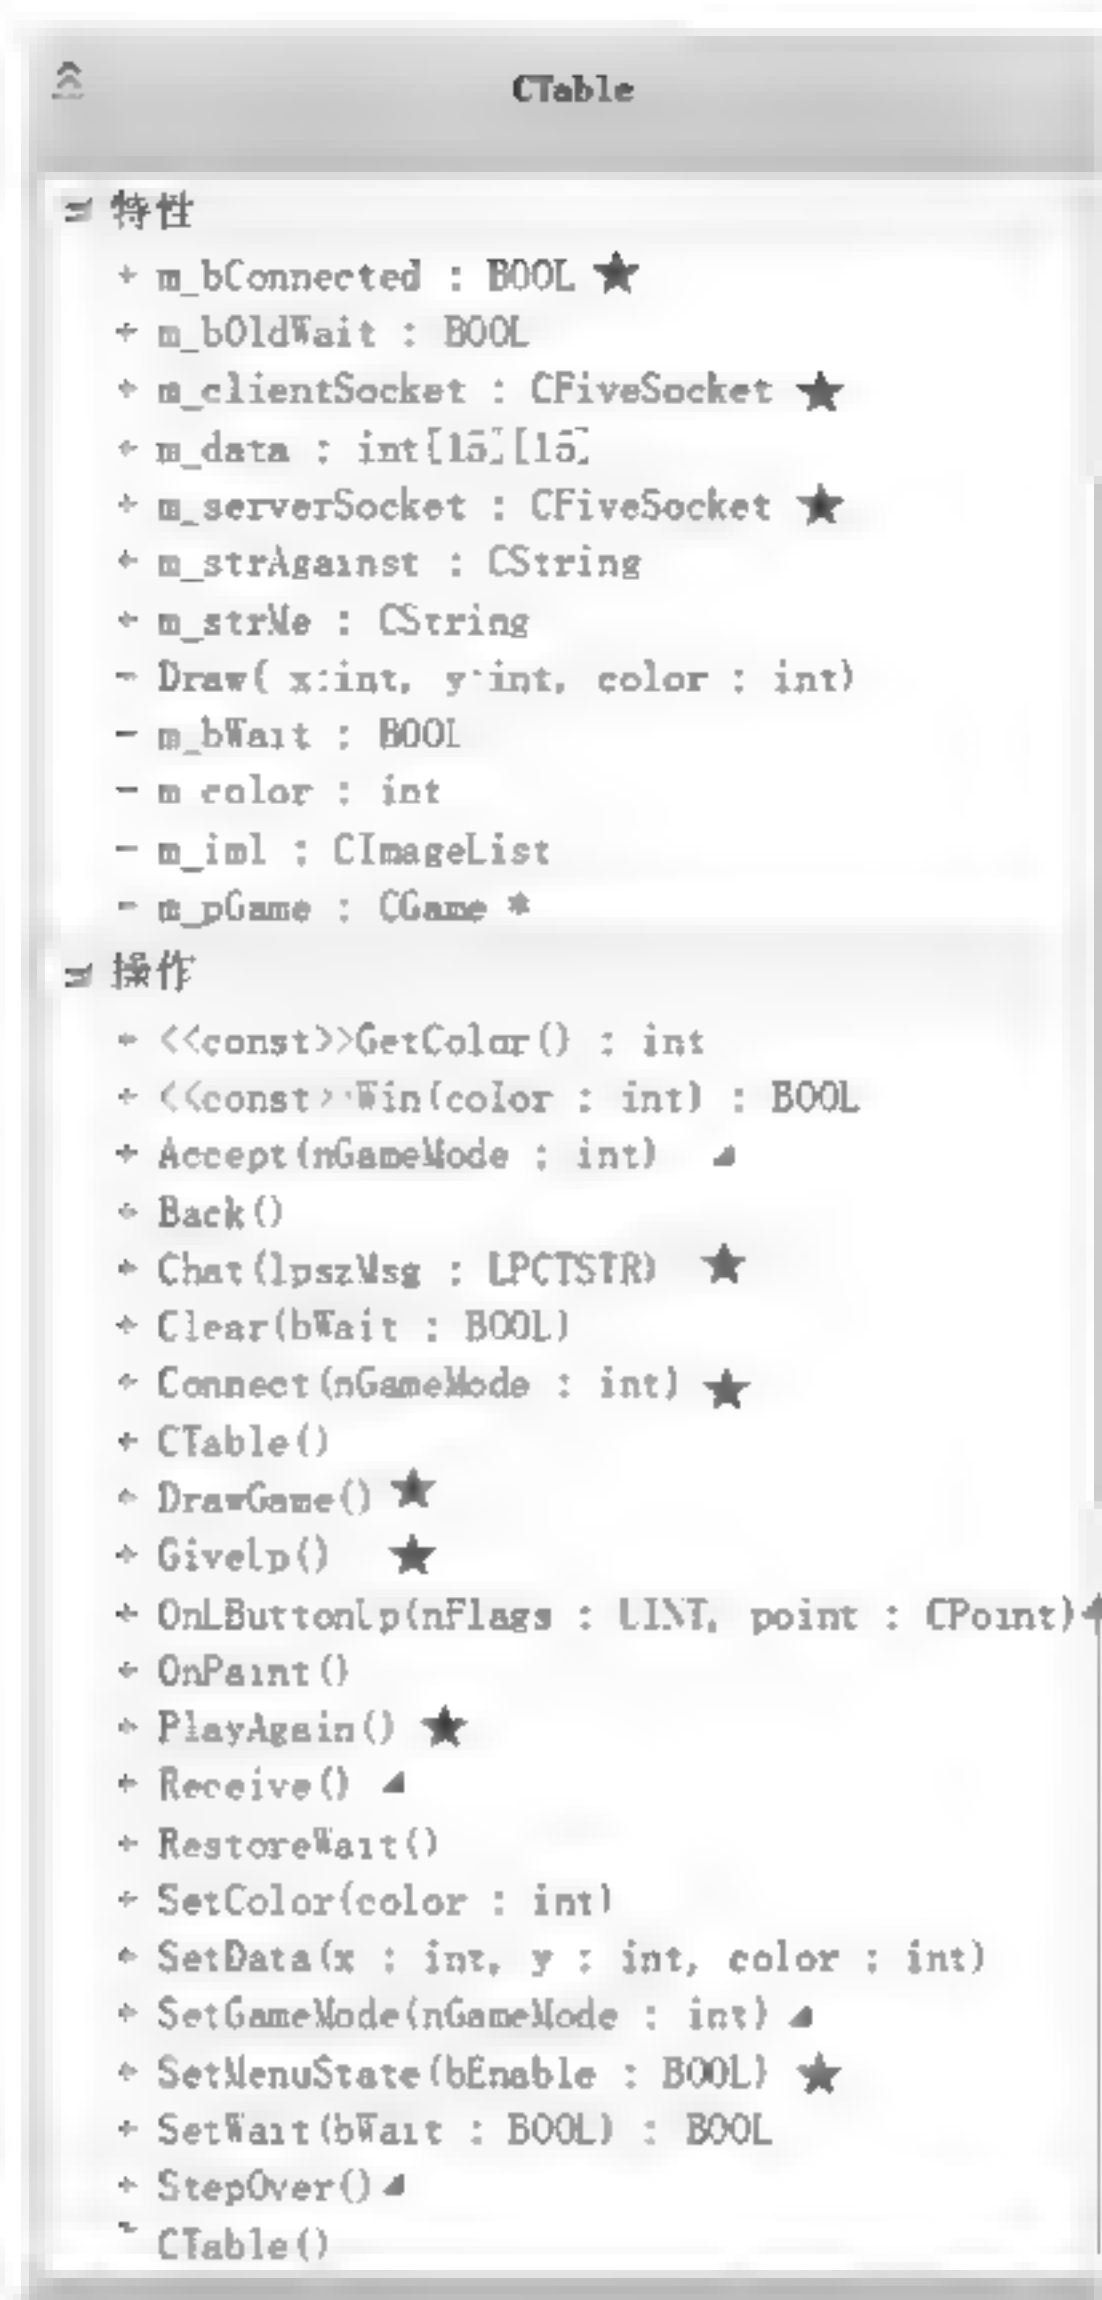 CTable
特性
+ m_bConnected : BOOL ★
+ m_bOldWait : BOOL
+ m_clientSocket : CFiveSocket ★
+ m_data : int[15][15]
+ m_serverSocket : CFiveSocket ★
+ m_strAgainst : CString
+ m_strMe : CString
- Draw( x:int, y:int, color : int)
- m_bWait : BOOL
- m_color : int
- m_iml : CImageList
- m_pGame : CGame *
操作
+ <<const>>GetColor() : int
+ <<const>>Win(color : int) : BOOL
+ Accept(nGameMode : int) ◢
+ Back()
+ Chat(lpszMsg : LPCTSTR) ★
+ Clear(bWait : BOOL)
+ Connect(nGameMode : int) ★
+ CTable()
+ DrawGame() ★
+ GiveUp() ★
+ OnLButtonUp(nFlags : UINT, point : CPoint) ◢
+ OnPaint()
+ PlayAgain() ★
+ Receive() ◢
+ RestoreWait()
+ SetColor(color : int)
+ SetData(x : int, y : int, color : int)
+ SetGameMode(nGameMode : int) ◢
+ SetMenuState(bEnable : BOOL) ★
+ SetWait(bWait : BOOL) : BOOL
+ StepOver() ◢
CTable()